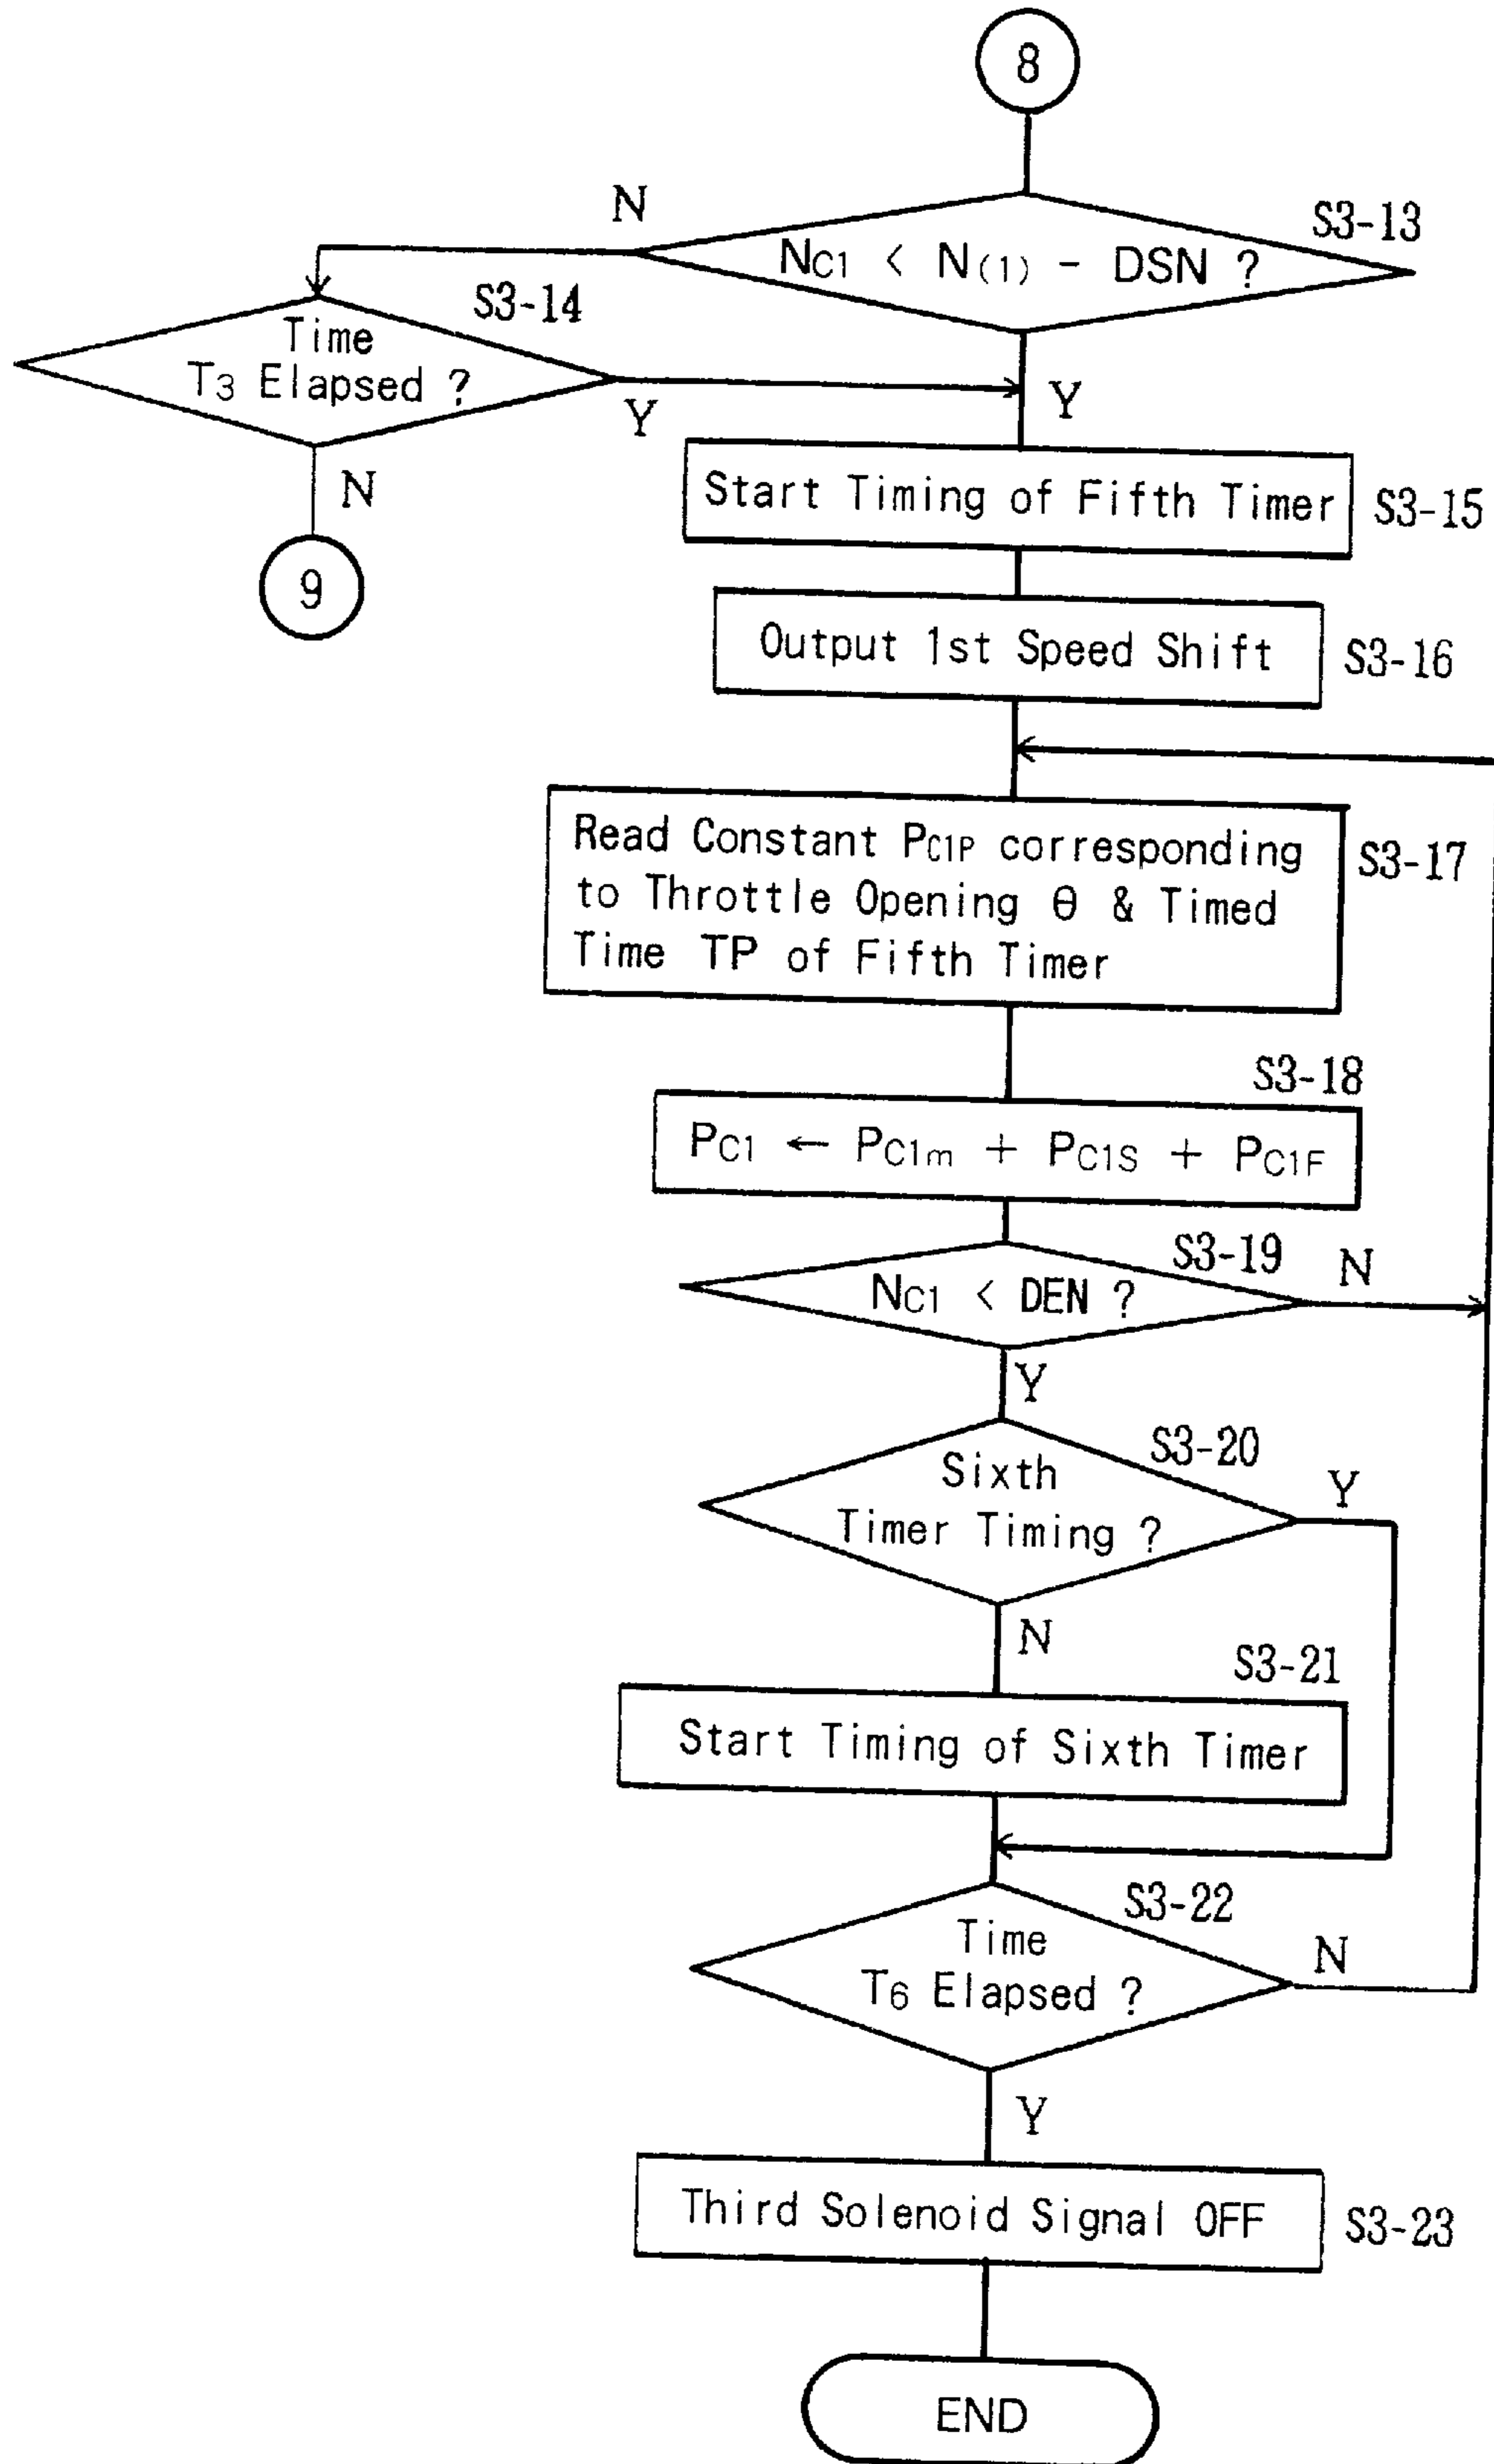 8
N
S3-13
NC1 < N(1) - DSN ?
S3-14
Time
T3 Elapsed ?
Y
Y
N
9
Start Timing of Fifth Timer
S3-15
Output 1st Speed Shift
S3-16
Read Constant PC1P corresponding
to Throttle Opening θ & Timed
Time TP of Fifth Timer
S3-17
S3-18
PC1 ← PC1m + PC1S + PC1F
S3-19
N
NC1 < DEN ?
Y
S3-20
Sixth
Timer Timing ?
Y
N
S3-21
Start Timing of Sixth Timer
S3-22
Time
T6 Elapsed ?
N
Y
Third Solenoid Signal OFF
S3-23
END